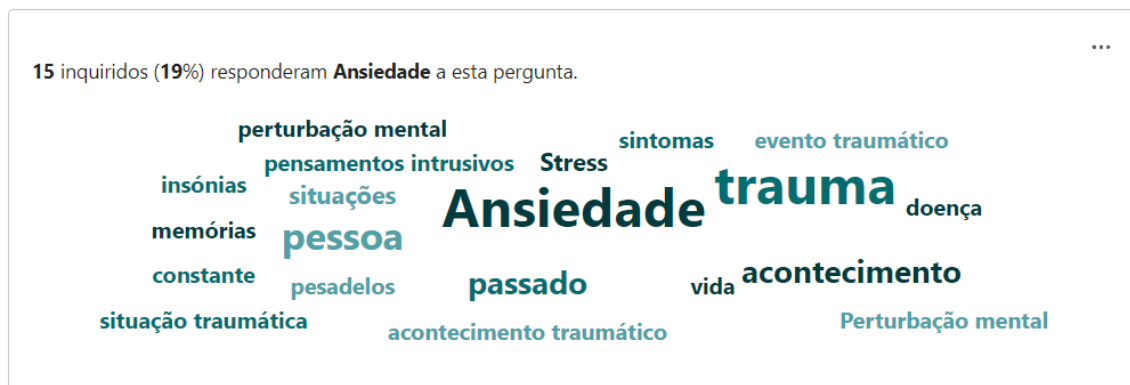 ...
15 inquiridos (19%) responderam Ansiedade a esta pergunta.
perturbação mental
sintomas
evento traumático
pensamentos intrusivos
Stress
insónias
situações
Ansiedade
trauma
doença
memórias
pessoa
constante
pesadelos
passado
vida
acontecimento
situação traumática
acontecimento traumático
Perturbação mental